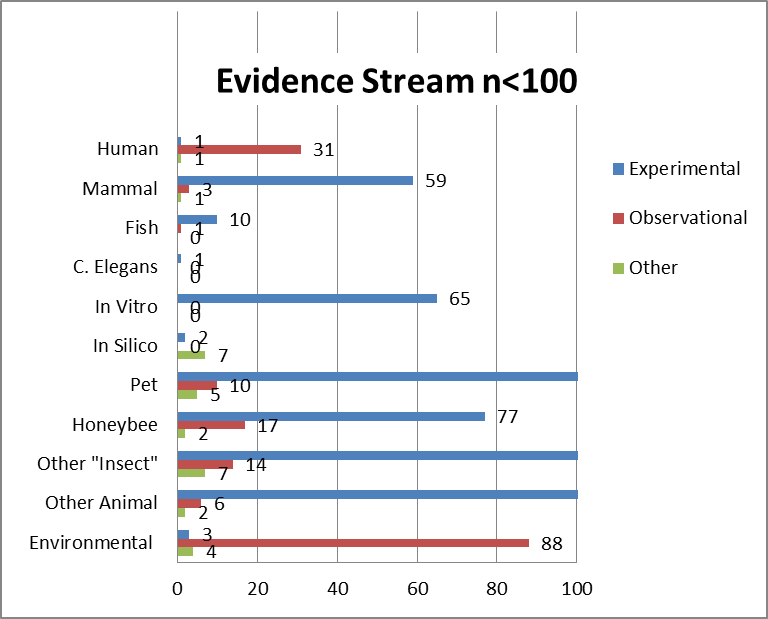 Evidence Stream n<100
Human
1
31
1
Mammal
59
3
1
Fish
10
1
0
C. Elegans
1
0
0
In Vitro
65
0
0
In Silico
2
0
7
Pet
10
5
Honeybee
77
17
2
Other "Insect"
14
7
Other Animal
6
2
Environmental
3
88
4
0 20 40 60 80 100
Experimental
Observational
Other